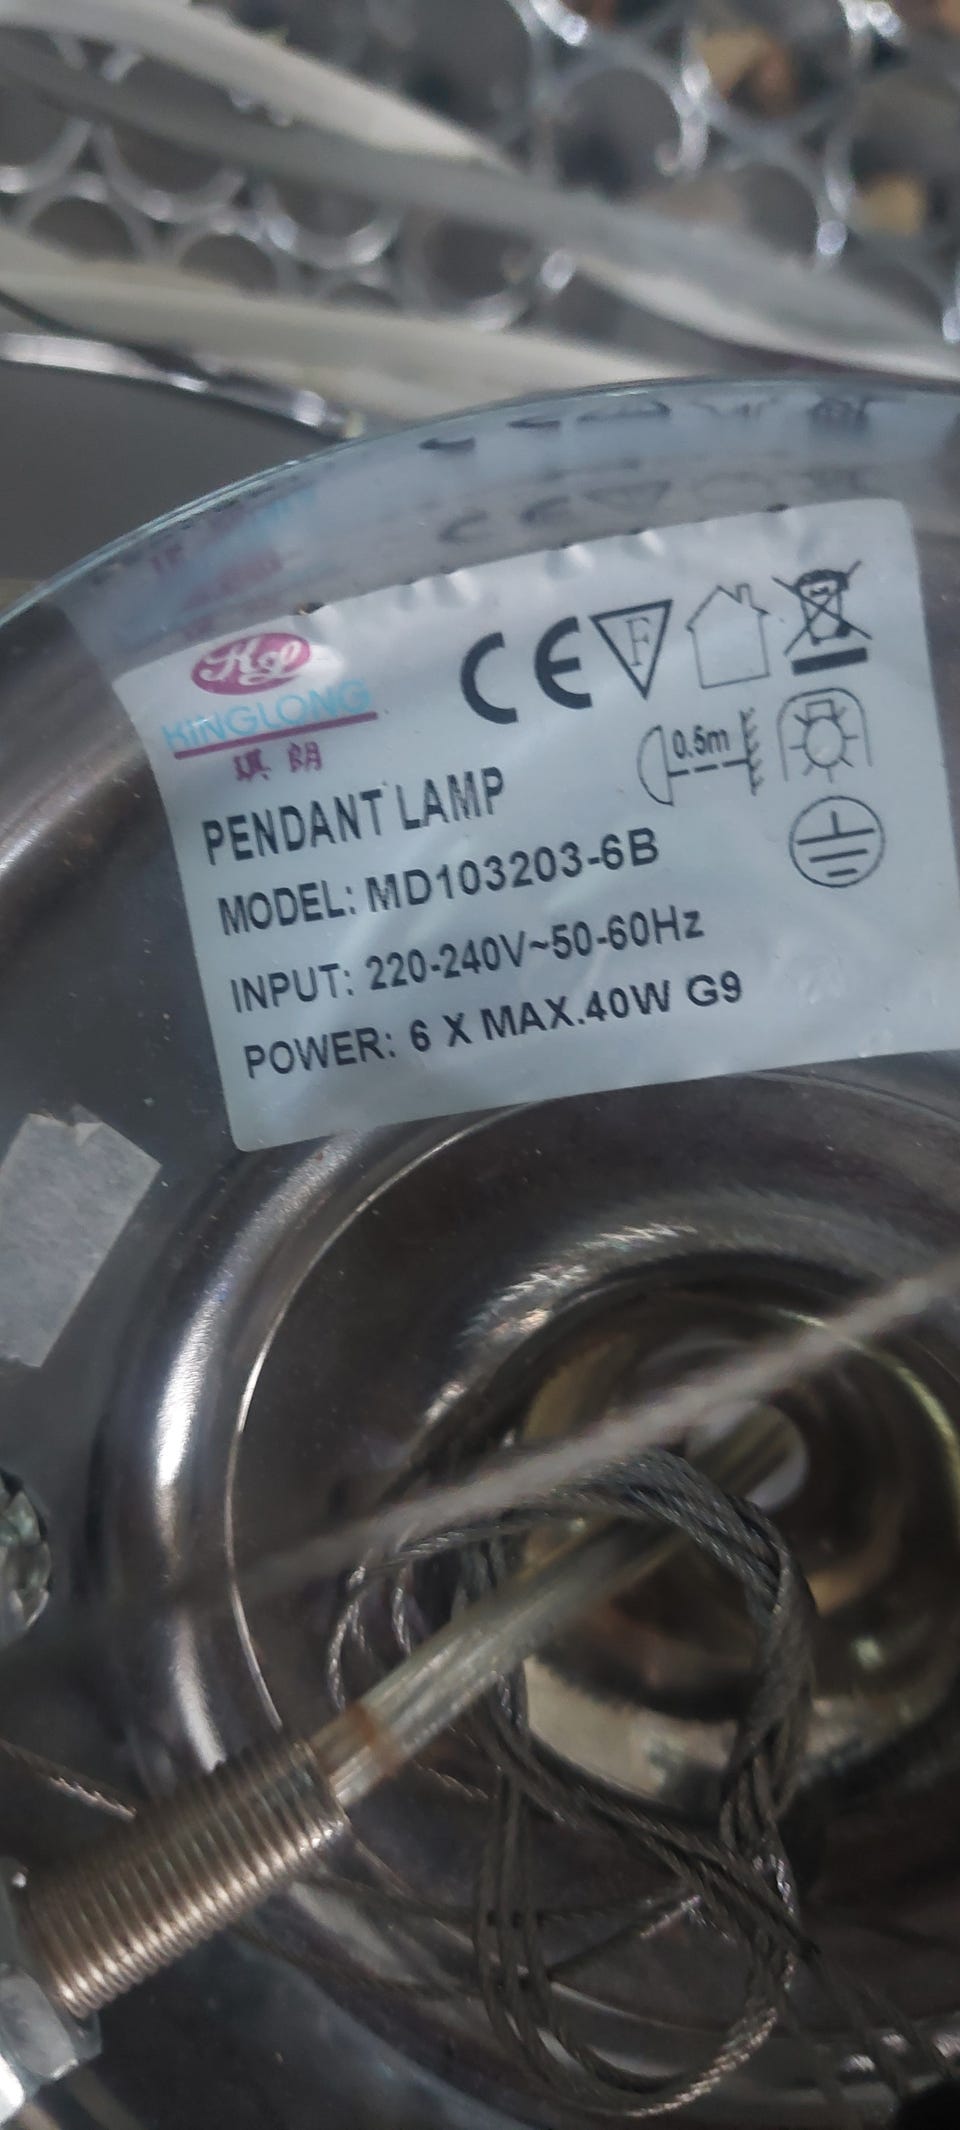 Kgl
KINGLONG
琪朗
CE F
0.5m
PENDANT LAMP
MODEL: MD103203-6B
INPUT: 220-240V~50-60Hz
POWER: 6 X MAX.40W G9